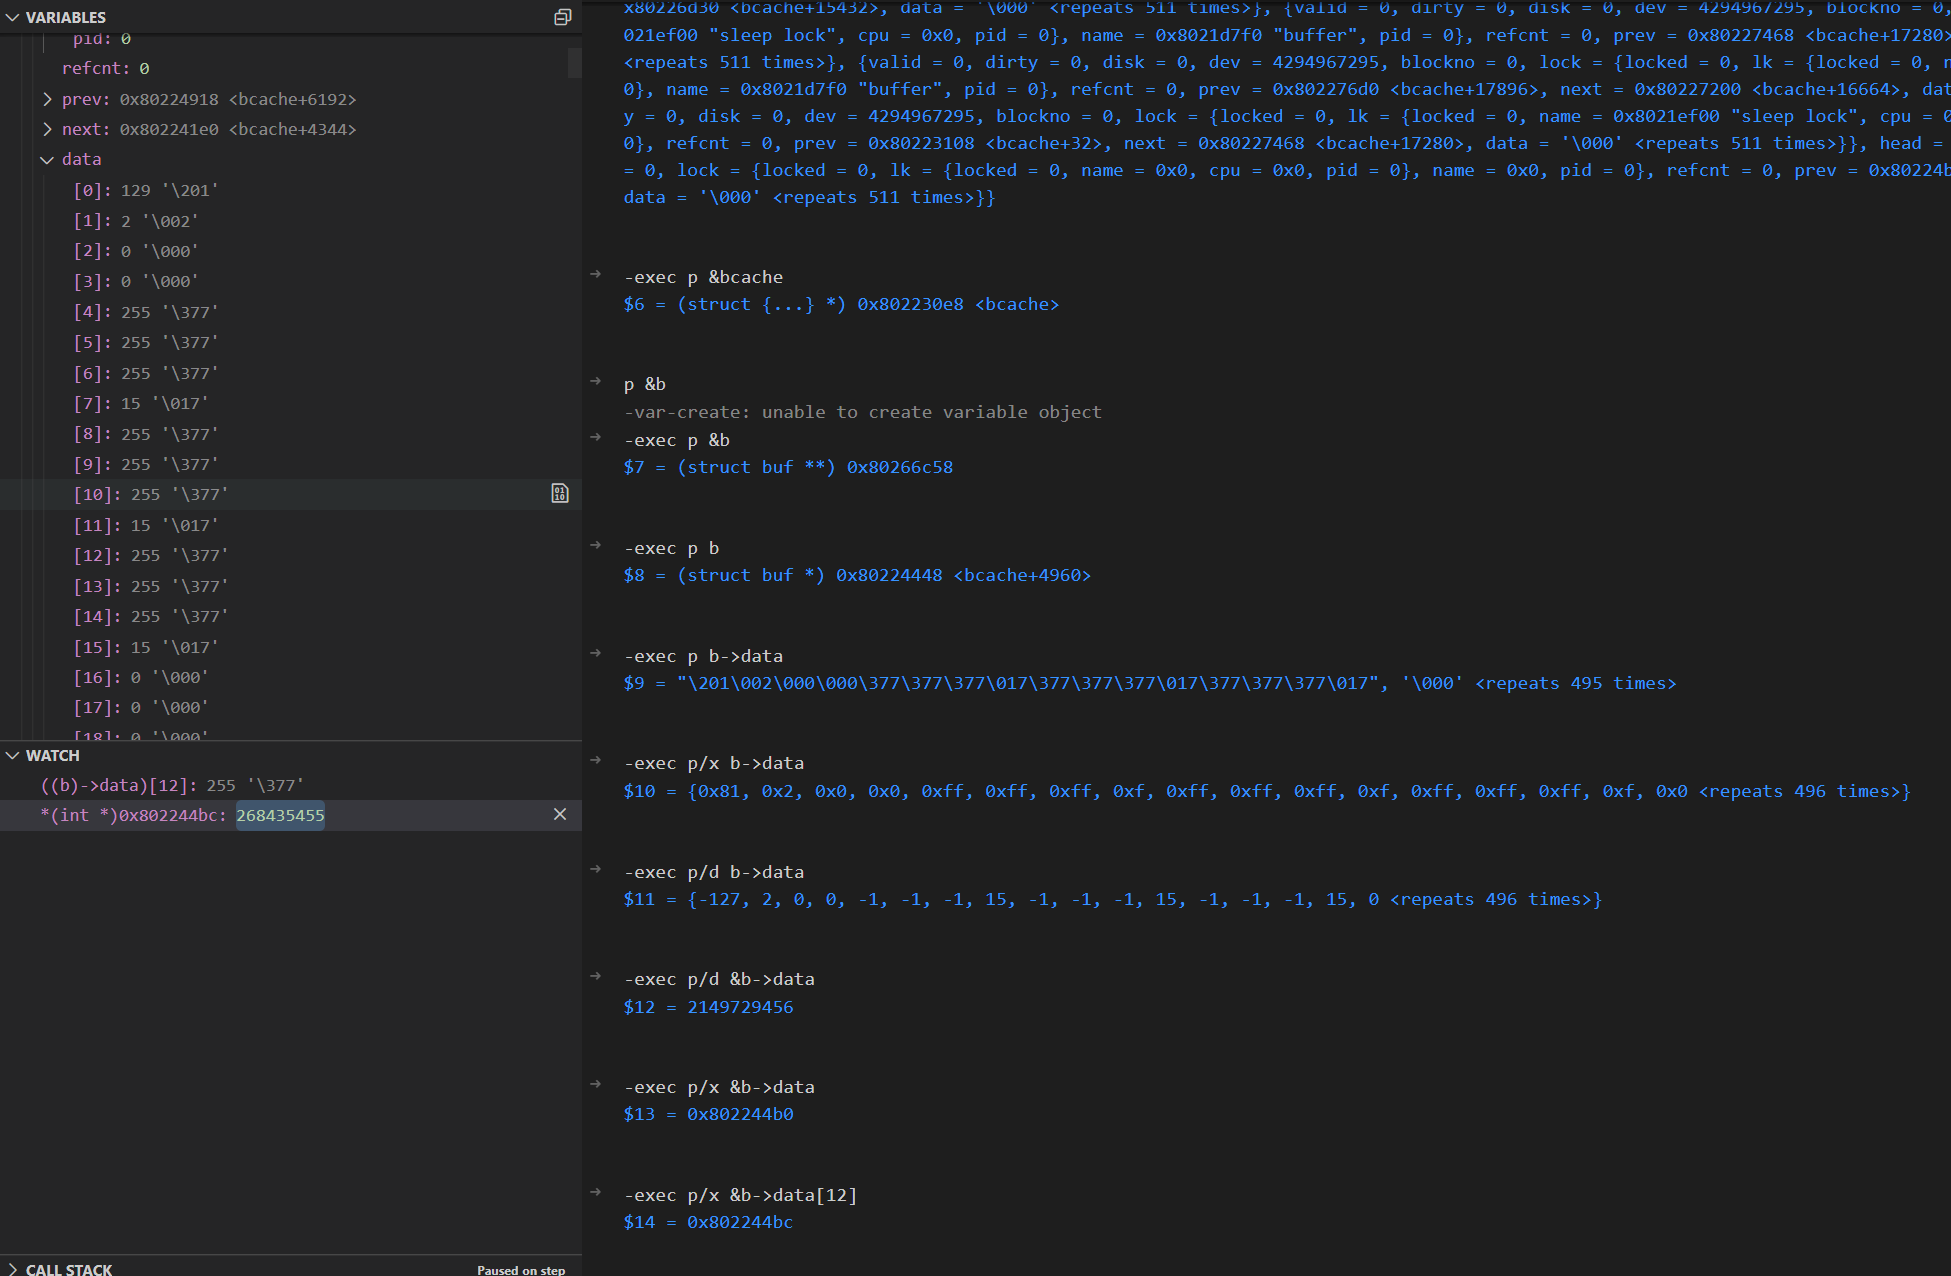 VARIABLES
pid: 0
refcnt: 0
prev: 0x80224918 <bcache+6192>
next: 0x802241e0 <bcache+4344>
data
[0]: 129 '\201'
[1]: 2 '\002'
[2]: 0 '\000'
[3]: 0 '\000'
[4]: 255 '\377'
[5]: 255 '\377'
[6]: 255 '\377'
[7]: 15 '\017'
[8]: 255 '\377'
[9]: 255 '\377'
[10]: 255 '\377'
[11]: 15 '\017'
[12]: 255 '\377'
[13]: 255 '\377'
[14]: 255 '\377'
[15]: 15 '\017'
[16]: 0 '\000'
[17]: 0 '\000'
[18]: 0 '\000'
WATCH
((b)->data)[12]: 255 '\377'
*(int *)0x802244bc: 268435455
CALL STACK
Paused on step
x80226d30 <bcache+15432>, data = '\000' <repeats 511 times>}, {valid = 0, dirty = 0, disk = 0, dev = 4294967295, blockno = 0,
021ef00 "sleep lock", cpu = 0x0, pid = 0}, name = 0x8021d7f0 "buffer", pid = 0}, refcnt = 0, prev = 0x80227468 <bcache+17280>
<repeats 511 times>}, {valid = 0, dirty = 0, disk = 0, dev = 4294967295, blockno = 0, lock = {locked = 0, lk = {locked = 0, n
0}, name = 0x8021d7f0 "buffer", pid = 0}, refcnt = 0, prev = 0x802276d0 <bcache+17896>, next = 0x80227200 <bcache+16664>, dat
y = 0, disk = 0, dev = 4294967295, blockno = 0, lock = {locked = 0, lk = {locked = 0, name = 0x8021ef00 "sleep lock", cpu = 0
0}, refcnt = 0, prev = 0x80223108 <bcache+32>, next = 0x80227468 <bcache+17280>, data = '\000' <repeats 511 times>}}, head =
= 0, lock = {locked = 0, lk = {locked = 0, name = 0x0, cpu = 0x0, pid = 0}, name = 0x0, pid = 0}, refcnt = 0, prev = 0x80224b
data = '\000' <repeats 511 times>}}
-exec p &bcache
$6 = (struct {...} *) 0x802230e8 <bcache>
p &b
-var-create: unable to create variable object
-exec p &b
$7 = (struct buf **) 0x80266c58
-exec p b
$8 = (struct buf *) 0x80224448 <bcache+4960>
-exec p b->data
$9 = "\201\002\000\000\377\377\377\017\377\377\377\017\377\377\377\017", '\000' <repeats 495 times>
-exec p/x b->data
$10 = {0x81, 0x2, 0x0, 0x0, 0xff, 0xff, 0xff, 0xf, 0xff, 0xff, 0xff, 0xf, 0xff, 0xff, 0xff, 0xf, 0x0 <repeats 496 times>}
-exec p/d b->data
$11 = {-127, 2, 0, 0, -1, -1, -1, 15, -1, -1, -1, 15, -1, -1, -1, 15, 0 <repeats 496 times>}
-exec p/d &b->data
$12 = 2149729456
-exec p/x &b->data
$13 = 0x802244b0
-exec p/x &b->data[12]
$14 = 0x802244bc